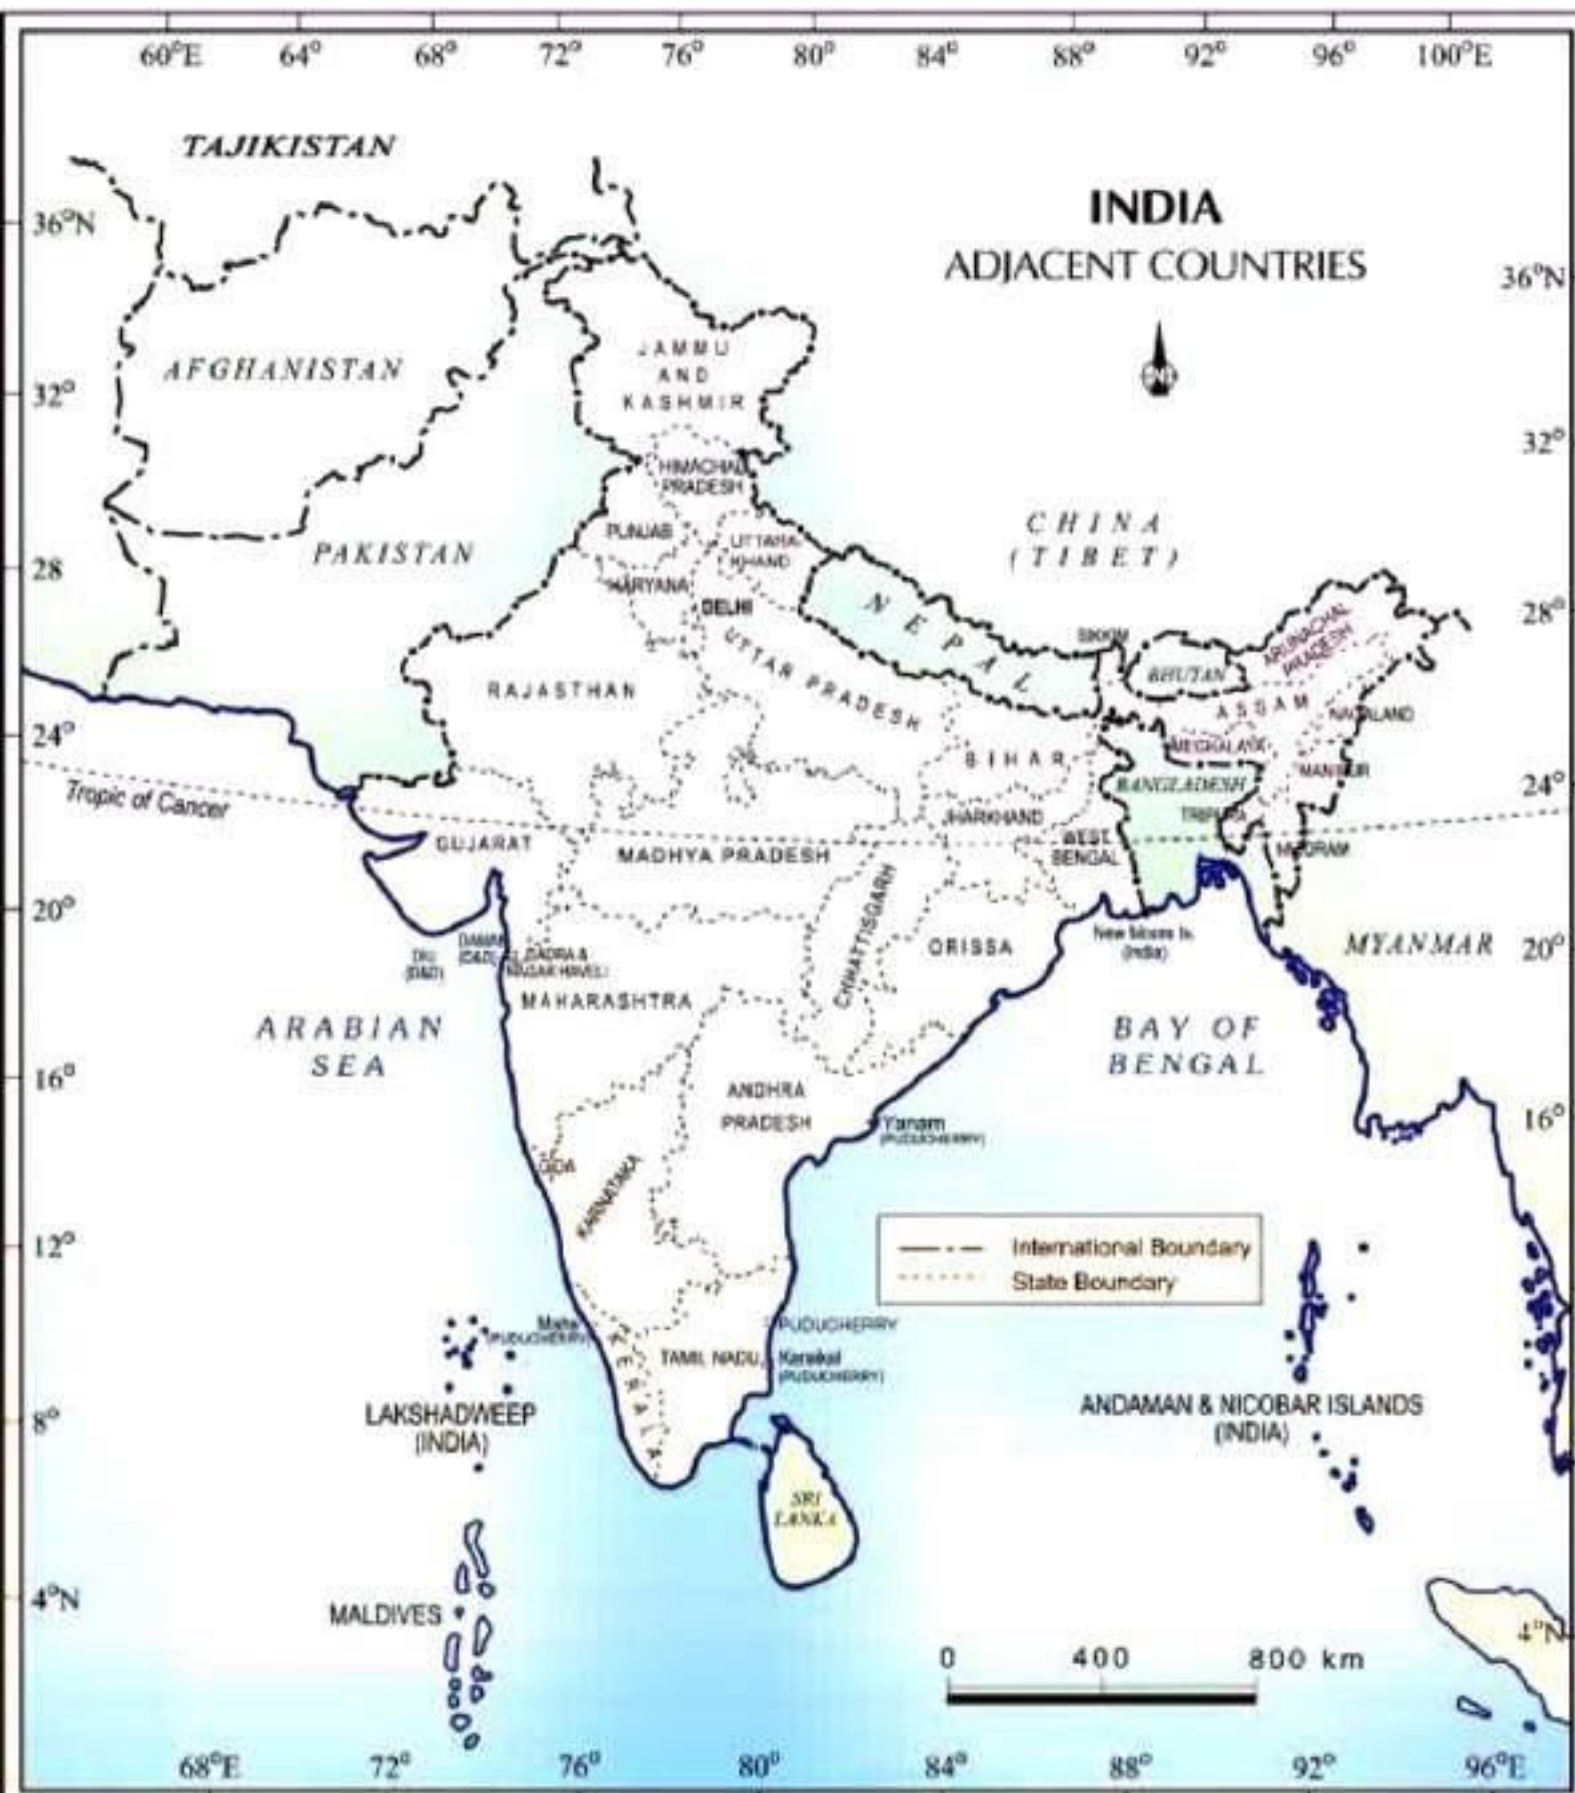 60°E 64° 68° 72° 76° 80° 84° 88° 92° 96° 100°E
TAJIKISTAN
INDIA
ADJACENT COUNTRIES
36°N
36°N
AFGHANISTAN
JAMMU
AND
KASHMIR
32°
32°
HIMACHAL
PRADESH
CHINA
(TIBET)
PUNJAB
PAKISTAN
UTTARA
KHAND
28
HARYANA
DELHI
28°
NEPAL
SIKKIM
ARUNACHAL
PRADESH
BHUTAN
UTTAR PRADESH
RAJASTHAN
ASSAM
NAGALAND
24°
MEGHALAYA
BIHAR
MANIPUR
BANGLADESH
24°
Tropic of Cancer
JHARKHAND
TRIPURA
GUJARAT
MADHYA PRADESH
WEST
BENGAL
MIZORAM
20°
CHHATTISGARH
ORISSA
New Moore Is.
(India)
MYANMAR
20°
DIU
(D&D)
DAMAN
(D&D)
DADRA &
NAGAR HAVELI
MAHARASHTRA
ARABIAN
SEA
BAY OF
BENGAL
16°
ANDHRA
PRADESH
16°
Yanam
(PUDUCHERRY)
GOA
KARNATAKA
12°
International Boundary
State Boundary
Mahe
(PUDUCHERRY)
PUDUCHERRY
KERALA
TAMIL NADU
Karaikal
(PUDUCHERRY)
LAKSHADWEEP
(INDIA)
ANDAMAN & NICOBAR ISLANDS
(INDIA)
8°
SRI
LANKA
4°N
MALDIVES
4°N
0 400 800 km
68°E 72° 76° 80° 84° 88° 92° 96°E